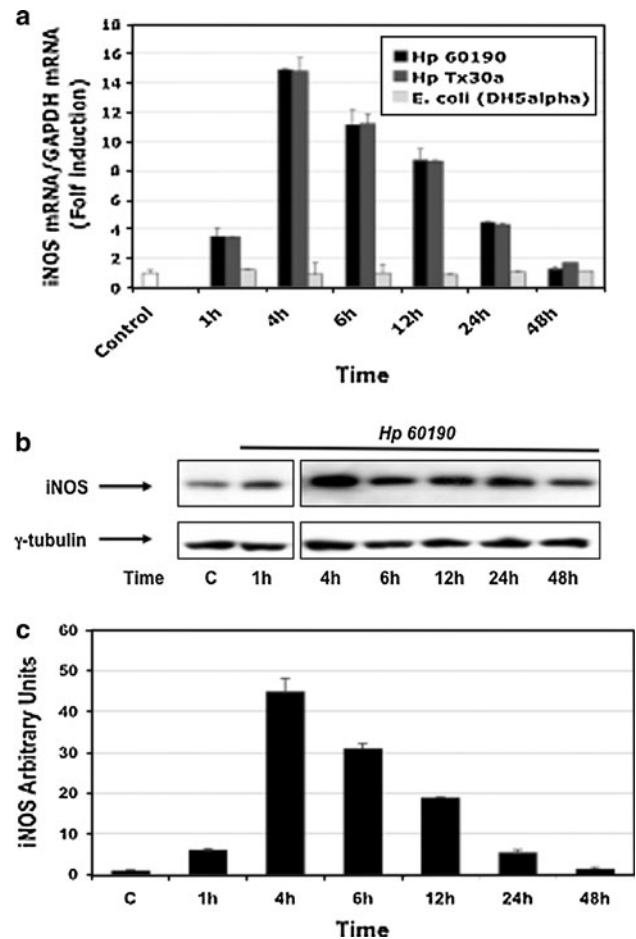 a
iNOS mRNA/GAPDH mRNA
(Folf Induction)
18
16
14
12
10
8
6
4
2
0
Hp 60190
Hp Tx30a
E. coli (DH5alpha)
Control 1h 4h 6h 12h 24h 48h
Time
b
Hp 60190
iNOS
γ-tubulin
Time C 1h 4h 6h 12h 24h 48h
c
iNOS Arbitrary Units
60
50
40
30
20
10
0
C 1h 4h 6h 12h 24h 48h
Time